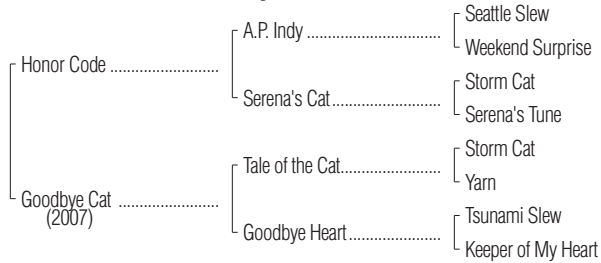 Seattle Slew
A.P. Indy ..............................
Weekend Surprise
Honor Code ........................
Storm Cat
Serena's Cat........................
Serena's Tune
Storm Cat
Tale of the Cat......................
Yarn
Goodbye Cat ......................
(2007)
Tsunami Slew
Goodbye Heart....................
Keeper of My Heart